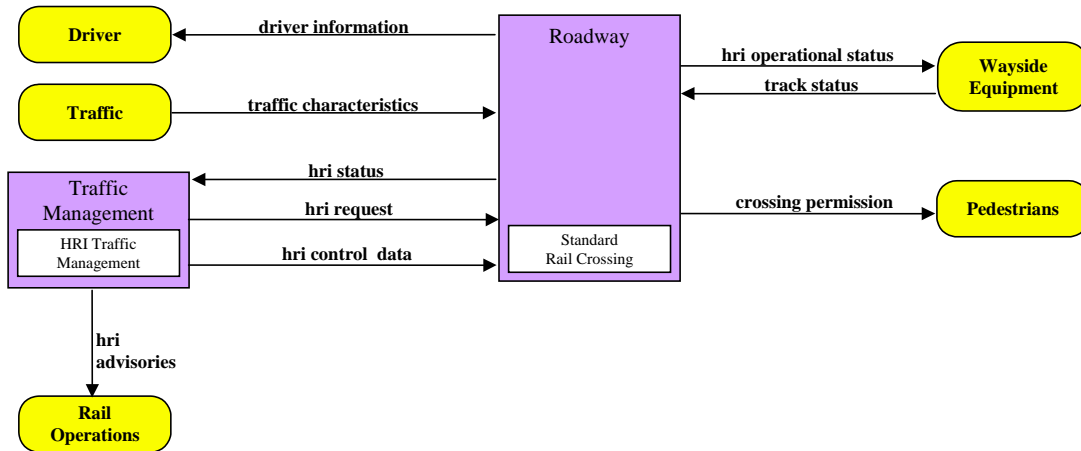 Driver
driver information
Roadway
hri operational status
Wayside
Equipment
track status
Traffic
traffic characteristics
hri status
Traffic
Management
hri request
HRI Traffic
Management
hri control  data
Standard
Rail Crossing
crossing permission
Pedestrians
hri
advisories
Rail
Operations